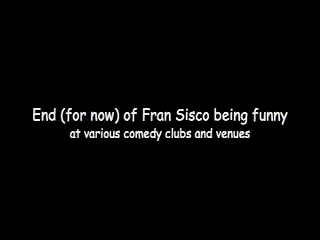 End (for now) of Fran Sisco being funny
at various comedy clubs and venues